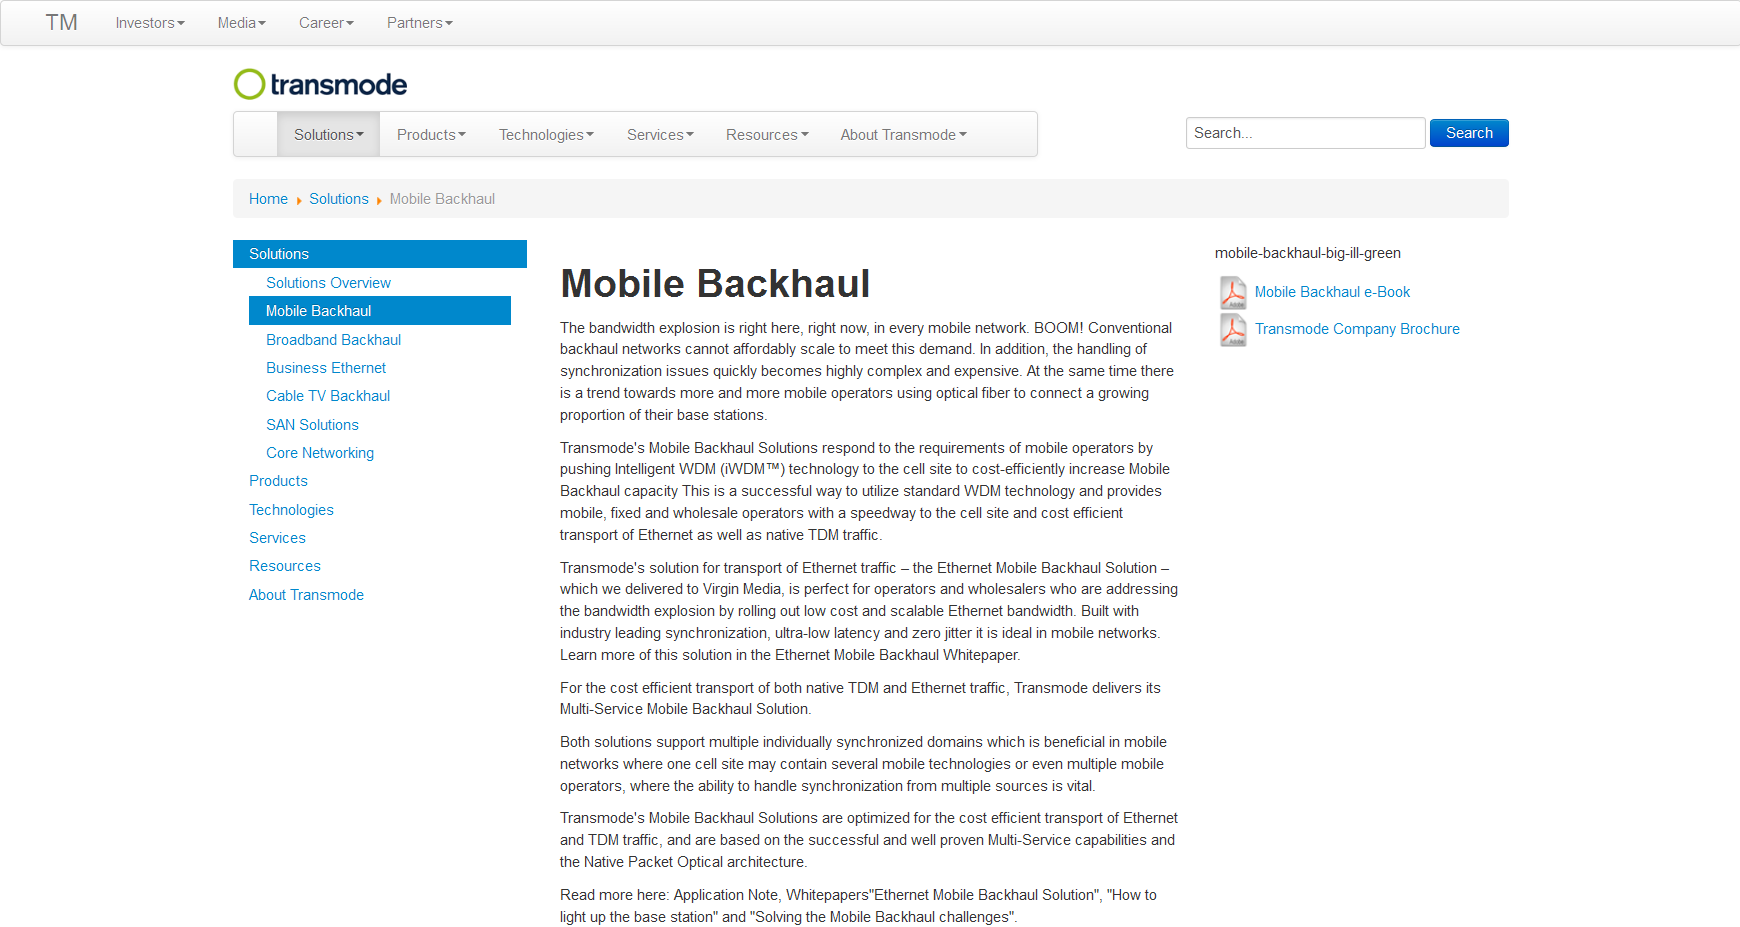 TM Investors Media Career Partners
transmode
Solutions Products Technologies Services Resources About Transmode
Search... Search
Home Solutions Mobile Backhaul
Solutions
Solutions Overview
Mobile Backhaul
Broadband Backhaul
Business Ethernet
Cable TV Backhaul
SAN Solutions
Core Networking
Products
Technologies
Services
Resources
About Transmode
Mobile Backhaul
The bandwidth explosion is right here, right now, in every mobile network. BOOM! Conventional
backhaul networks cannot affordably scale to meet this demand. In addition, the handling of
synchronization issues quickly becomes highly complex and expensive. At the same time there
is a trend towards more and more mobile operators using optical fiber to connect a growing
proportion of their base stations.
Transmode's Mobile Backhaul Solutions respond to the requirements of mobile operators by
pushing Intelligent WDM (iWDM™) technology to the cell site to cost-efficiently increase Mobile
Backhaul capacity This is a successful way to utilize standard WDM technology and provides
mobile, fixed and wholesale operators with a speedway to the cell site and cost efficient
transport of Ethernet as well as native TDM traffic.
Transmode's solution for transport of Ethernet traffic – the Ethernet Mobile Backhaul Solution –
which we delivered to Virgin Media, is perfect for operators and wholesalers who are addressing
the bandwidth explosion by rolling out low cost and scalable Ethernet bandwidth. Built with
industry leading synchronization, ultra-low latency and zero jitter it is ideal in mobile networks.
Learn more of this solution in the Ethernet Mobile Backhaul Whitepaper.
For the cost efficient transport of both native TDM and Ethernet traffic, Transmode delivers its
Multi-Service Mobile Backhaul Solution.
Both solutions support multiple individually synchronized domains which is beneficial in mobile
networks where one cell site may contain several mobile technologies or even multiple mobile
operators, where the ability to handle synchronization from multiple sources is vital.
Transmode's Mobile Backhaul Solutions are optimized for the cost efficient transport of Ethernet
and TDM traffic, and are based on the successful and well proven Multi-Service capabilities and
the Native Packet Optical architecture.
Read more here: Application Note, Whitepapers"Ethernet Mobile Backhaul Solution", "How to
light up the base station" and "Solving the Mobile Backhaul challenges".
mobile-backhaul-big-ill-green
Adobe Mobile Backhaul e-Book
Adobe Transmode Company Brochure